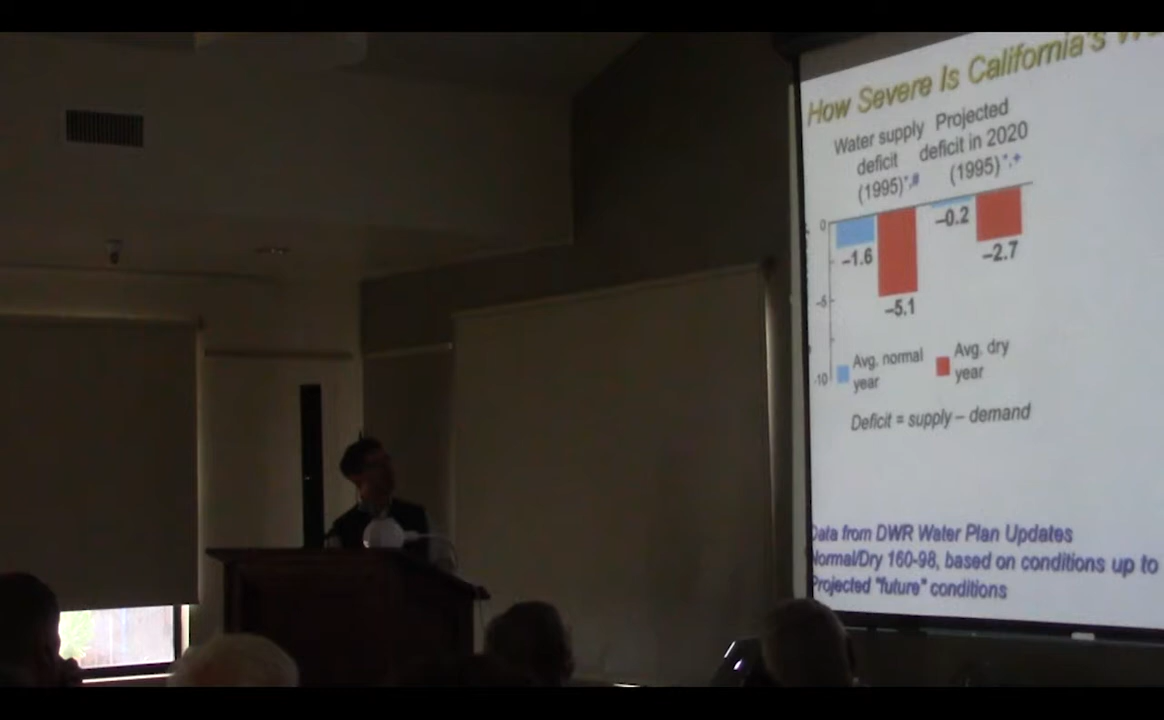 How Severe Is California's
Water supply
deficit
(1995)*,#
Projected
deficit in 2020
(1995)*,+
0
-5
-10
–1.6
–5.1
–0.2
–2.7
Avg. normal
year
Avg. dry
year
Deficit = supply – demand
Data from DWR Water Plan Updates
Normal/Dry 160-98, based on conditions up to
Projected "future" conditions